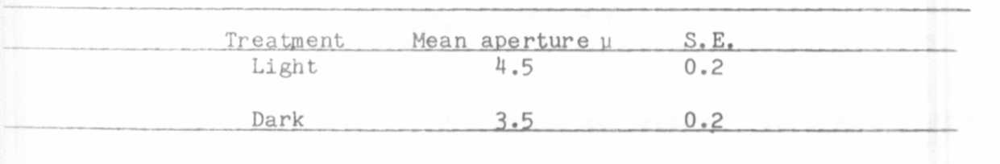 Treatment Mean aperture µ S.E.
Light 4.5 0.2
Dark 3.5 0.2